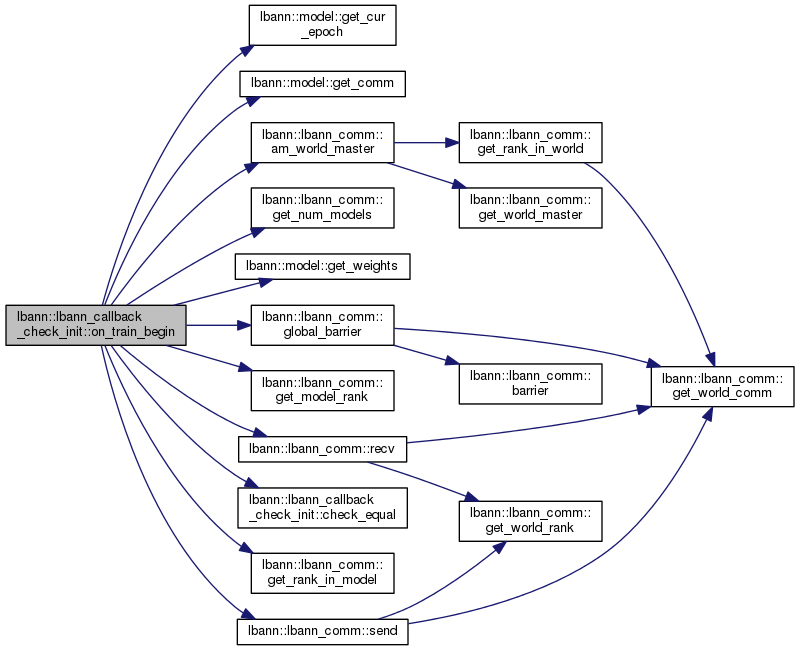 lbann::model::get_cur
_epoch
lbann::model::get_comm
lbann::lbann_comm::
am_world_master
lbann::lbann_comm::
get_rank_in_world
lbann::lbann_comm::
get_num_models
lbann::lbann_comm::
get_world_master
lbann::model::get_weights
lbann::lbann_callback
_check_init::on_train_begin
lbann::lbann_comm::
global_barrier
lbann::lbann_comm::
get_model_rank
lbann::lbann_comm::
barrier
lbann::lbann_comm::
get_world_comm
lbann::lbann_comm::recv
lbann::lbann_callback
_check_init::check_equal
lbann::lbann_comm::
get_world_rank
lbann::lbann_comm::
get_rank_in_model
lbann::lbann_comm::send